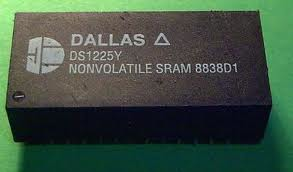 DALLAS △
DS1225Y
NONVOLATILE SRAM 8838D1